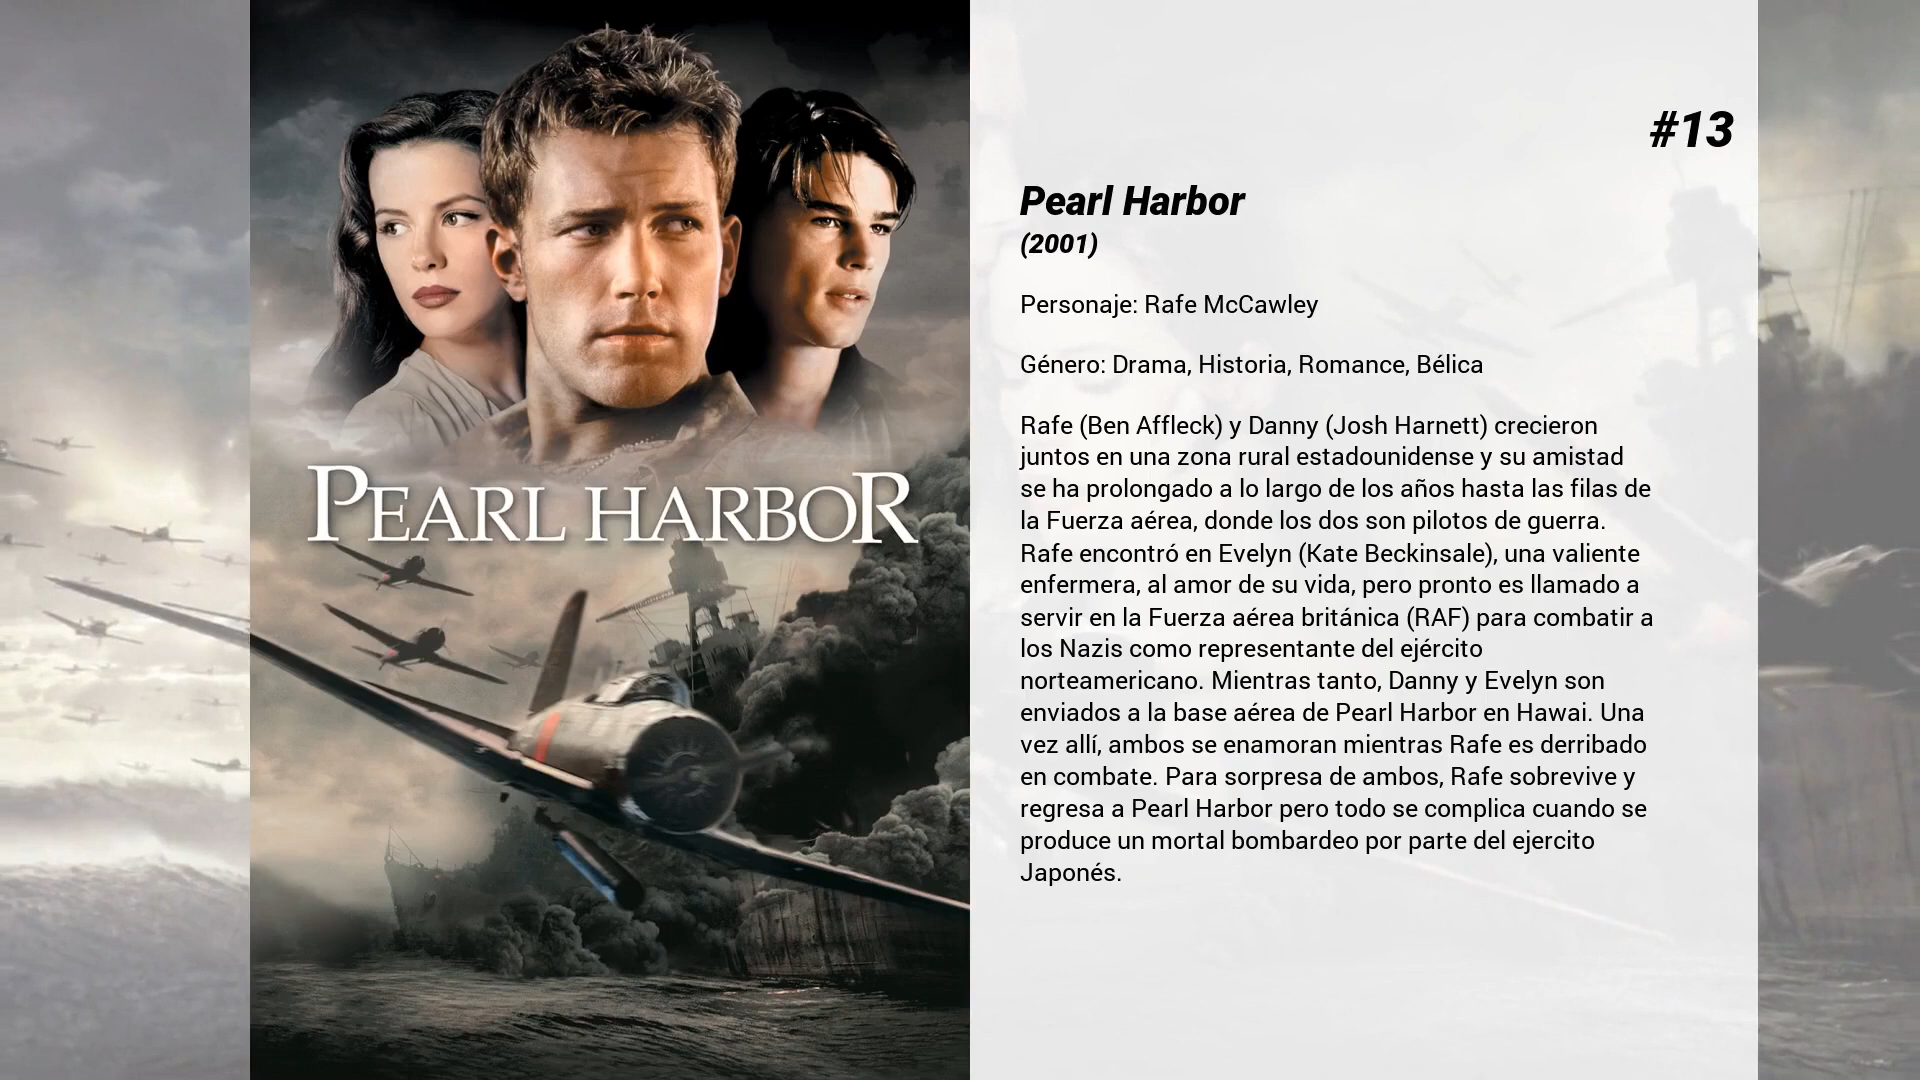 PEARL HARBOR
#13
Pearl Harbor
(2001)
Personaje: Rafe McCawley
Género: Drama, Historia, Romance, Bélica
Rafe (Ben Affleck) y Danny (Josh Harnett) crecieron
juntos en una zona rural estadounidense y su amistad
se ha prolongado a lo largo de los años hasta las filas de
la Fuerza aérea, donde los dos son pilotos de guerra.
Rafe encontró en Evelyn (Kate Beckinsale), una valiente
enfermera, al amor de su vida, pero pronto es llamado a
servir en la Fuerza aérea británica (RAF) para combatir a
los Nazis como representante del ejército
norteamericano. Mientras tanto, Danny y Evelyn son
enviados a la base aérea de Pearl Harbor en Hawai. Una
vez allí, ambos se enamoran mientras Rafe es derribado
en combate. Para sorpresa de ambos, Rafe sobrevive y
regresa a Pearl Harbor pero todo se complica cuando se
produce un mortal bombardeo por parte del ejercito
Japonés.